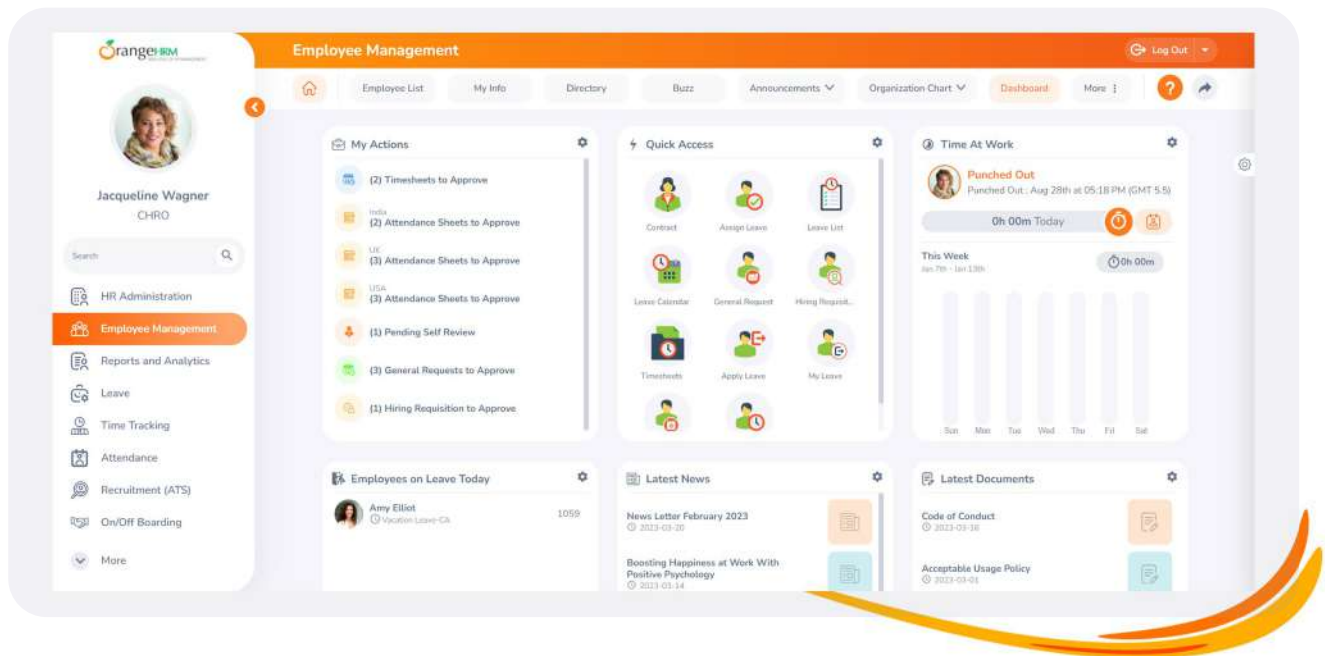 OrangeHRM
Employee Management
Log Out
Employee List
My Info
Directory
Buzz
Announcements
Organization Chart
Dashboard
More
?
Jacqueline Wagner
CHRO
Search
HR Administration
Employee Management
Reports and Analytics
Leave
Time Tracking
Attendance
Recruitment (ATS)
On/Off Boarding
More
My Actions
(2) Timesheets to Approve
India
(2) Attendance Sheets to Approve
UK
(3) Attendance Sheets to Approve
USA
(3) Attendance Sheets to Approve
(1) Pending Self Review
(3) General Requests to Approve
(1) Hiring Requisition to Approve
Quick Access
Contract
Assign Leave
Leave List
Leave Calendar
General Request
Hiring Requisit...
Timesheets
Apply Leave
My Leave
Time At Work
Punched Out
Punched Out : Aug 28th at 05:18 PM (GMT 5.5)
0h 00m Today
This Week
Jan 7th - Jan 13th
0h 00m
Sun Mon Tue Wed Thu Fri Sat
Employees on Leave Today
Amy Elliot
Vacation Leave-CA
1059
Latest News
News Letter February 2023
2023-03-20
Boosting Happiness at Work With
Positive Psychology
2023-03-14
Latest Documents
Code of Conduct
2023-03-16
Acceptable Usage Policy
2023-03-01